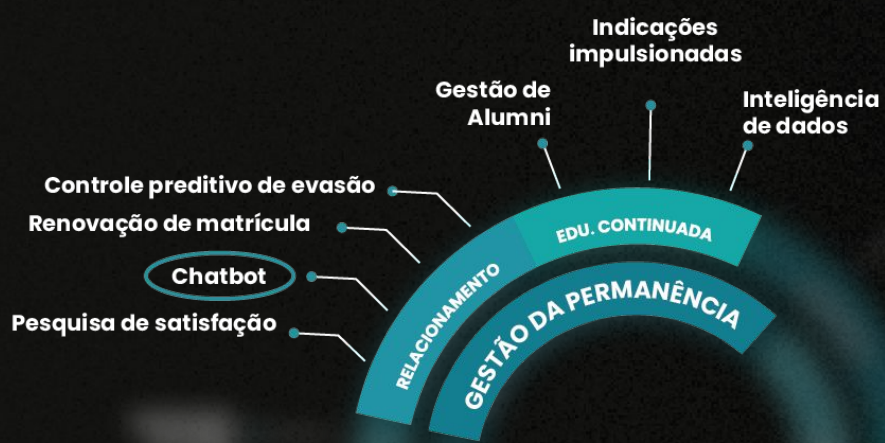 Indicações
impulsionadas
Gestão de
Alumni
Inteligência
de dados
Controle preditivo de evasão
Renovação de matrícula
Chatbot
Pesquisa de satisfação
EDU. CONTINUADA
RELACIONAMENTO
GESTÃO DA PERMANÊNCIA